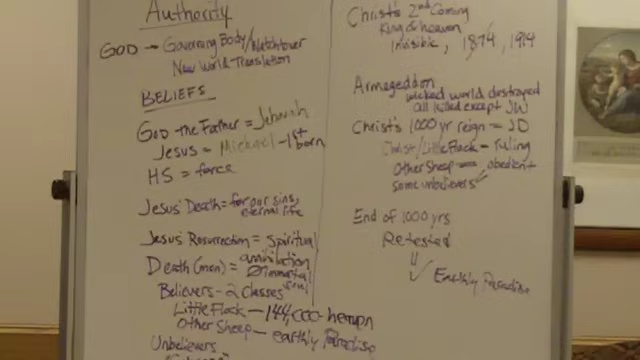 Authority
GOD → Governing Body/Watchtower
New World Translation
BELIEFS
GOD the Father = Jehovah
Jesus = Michael - 1st born
HS = force
Jesus' Death = for our sins,
eternal life
Jesus' Resurrection = spiritual
Death (men) = annihilation
Ø immortal
soul
Believers - 2 classes
Little Flock - 144,000 - heaven
Other Sheep - earthly Paradise
Unbelievers
Christ's 2nd Coming
King of heaven
Invisible, 1874, 1914
Armageddon
wicked world destroyed
all killed except JW
Christ's 1000 yr reign = JD
Christ/Little Flock - ruling
Other Sheep - obedient
some unbelievers
End of 1000 yrs
Retested
Earthly Paradise